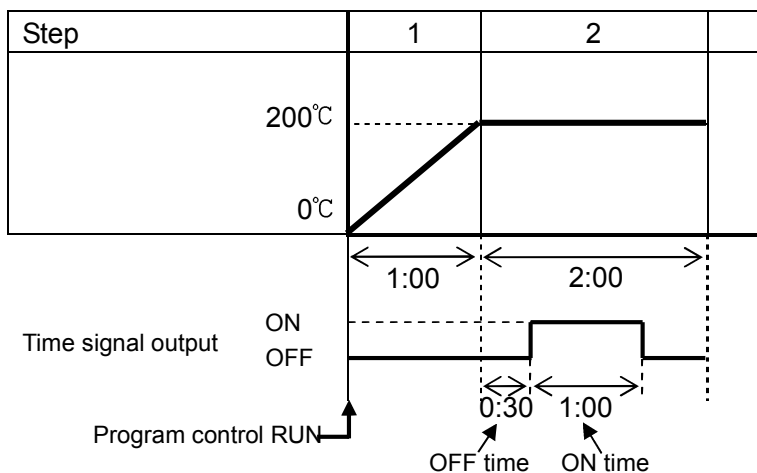 Step 1 2
200℃
0℃
1:00 2:00
Time signal output
ON
OFF
0:30 1:00
Program control RUN
OFF time ON time